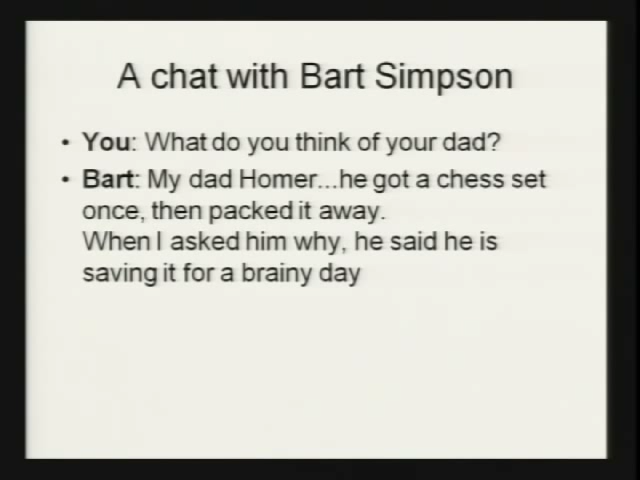 A chat with Bart Simpson
• You: What do you think of your dad?
• Bart: My dad Homer...he got a chess set
once, then packed it away.
When I asked him why, he said he is
saving it for a brainy day